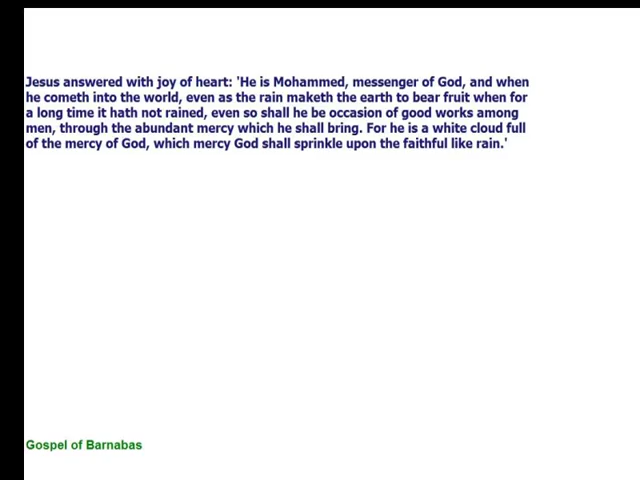 Jesus answered with joy of heart: 'He is Mohammed, messenger of God, and when
he cometh into the world, even as the rain maketh the earth to bear fruit when for
a long time it hath not rained, even so shall he be occasion of good works among
men, through the abundant mercy which he shall bring. For he is a white cloud full
of the mercy of God, which mercy God shall sprinkle upon the faithful like rain.'
Gospel of Barnabas